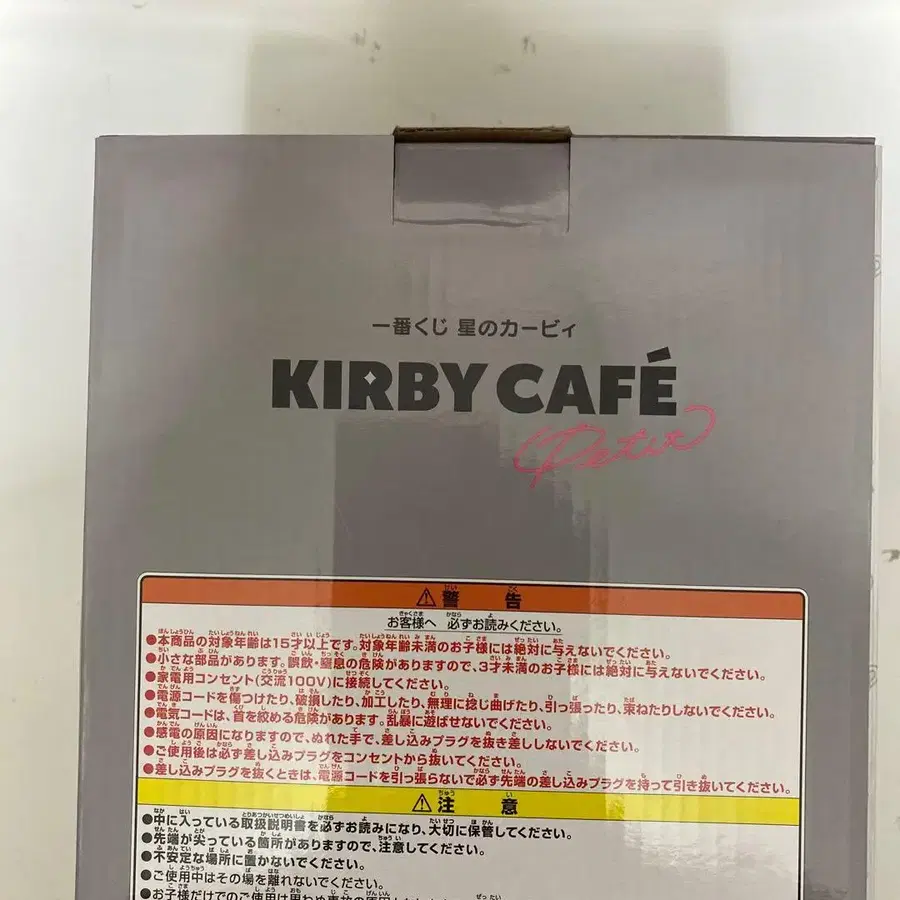 一番くじ 星のカービィ
KIRBY CAFÉ
Petit
⚠警告
お客様へ 必ずお読みください。
●本商品の対象年齢は15才以上です。対象年齢未満のお子様には絶対に与えないでください。
●小さな部品があります。誤飲・窒息の危険がありますので、3才未満のお子様には絶対に与えないでください。
●家電用コンセント(交流100V)に接続してください。
●電源コードを傷つけたり、破損したり、加工したり、無理に捻じ曲げたり、引っ張ったり、束ねたりしないでください。
●電気コードは、首を絞める危険があります。乱暴に遊ばせないでください。
●感電の原因になりますので、ぬれた手で、差し込みプラグを抜き差ししないでください。
●ご使用後は必ず差し込みプラグをコンセントから抜いてください。
●差し込みプラグを抜くときは、電源コードを引っ張らないで必ず先端の差し込みプラグを持って引き抜いてください。
⚠注意
●中に入っている取扱説明書を必ずお読みになり、大切に保管してください。
●先端が尖っている箇所がありますので、注意してください。
●不安定な場所に置かないでください。
●ご使用中はその場を離れないでください。
●お子様だけでのご使用は思わぬ事故の原因